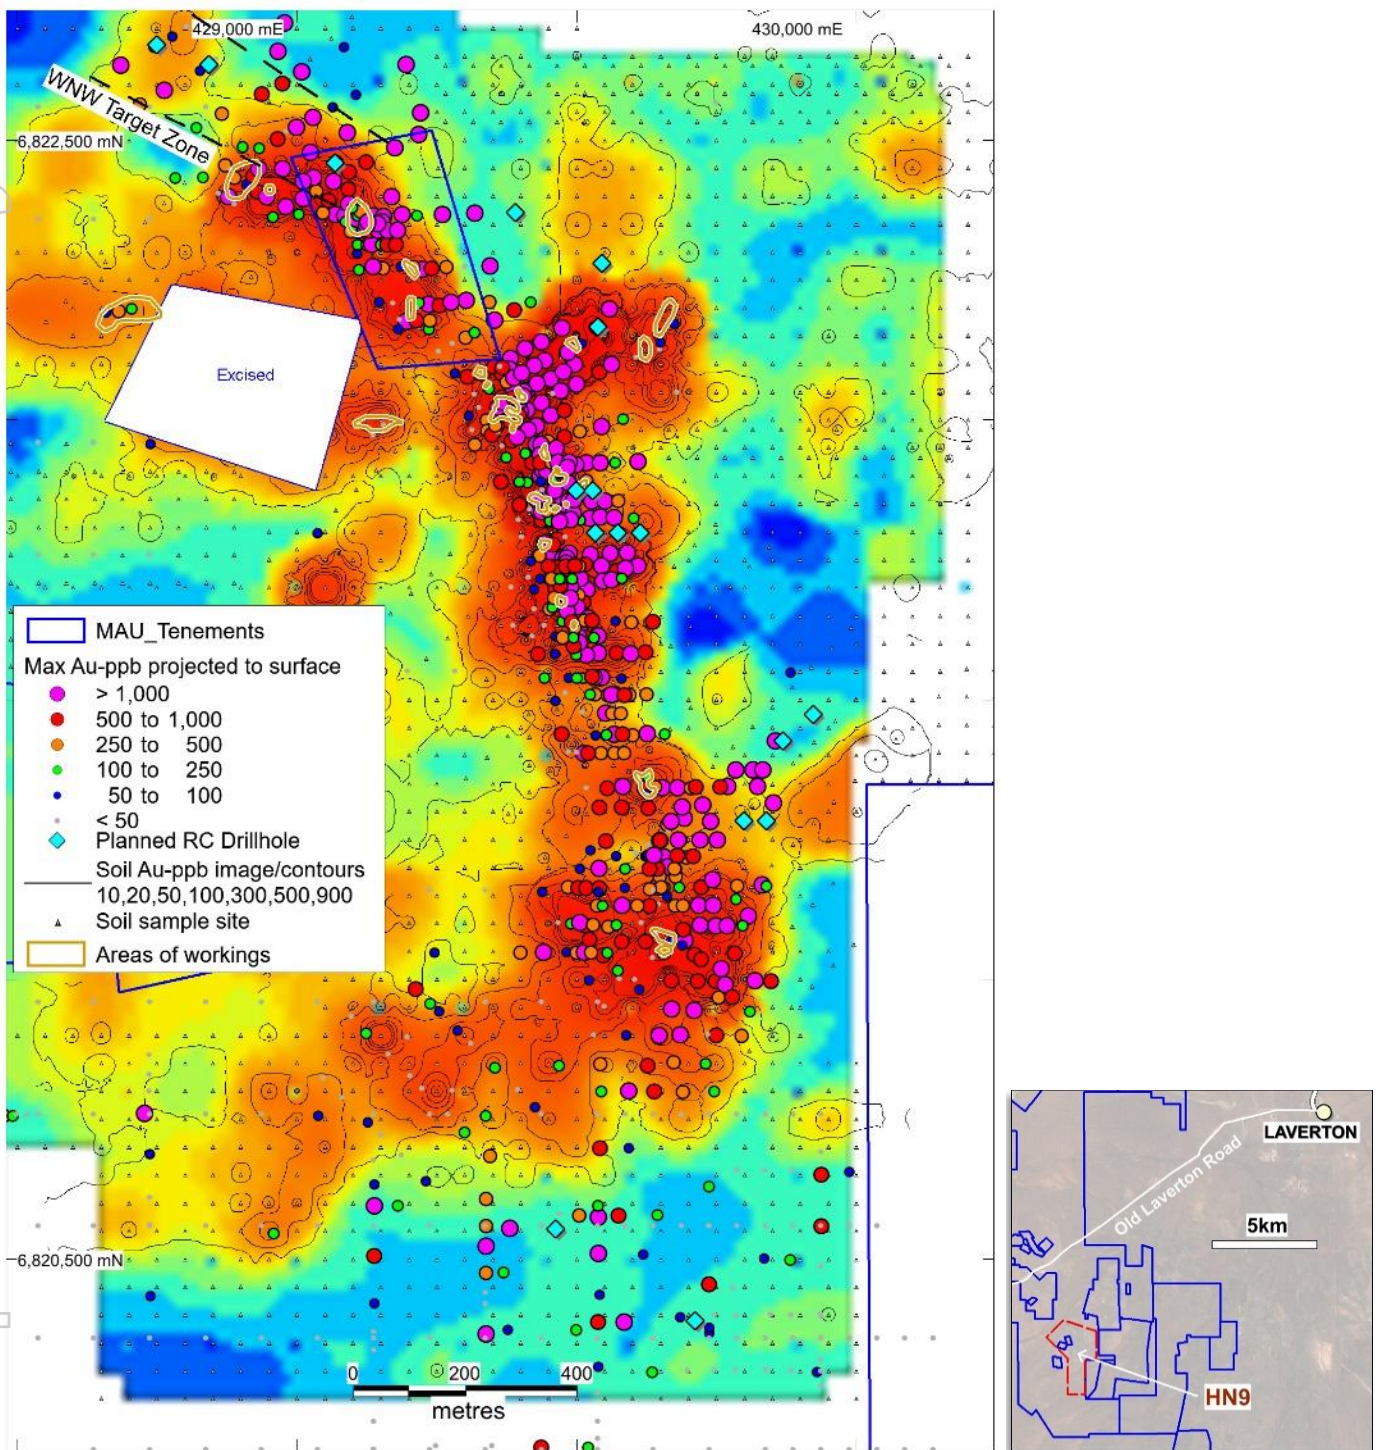 429,000 mE
430,000 mE
WNW Target Zone
6,822,500 mN
Excised
MAU_Tenements
Max Au-ppb projected to surface
> 1,000
500 to 1,000
250 to 500
100 to 250
50 to 100
< 50
Planned RC Drillhole
Soil Au-ppb image/contours
10,20,50,100,300,500,900
Soil sample site
Areas of workings
6,820,500 mN
0 200 400
metres
LAVERTON
Old Laverton Road
5km
HN9